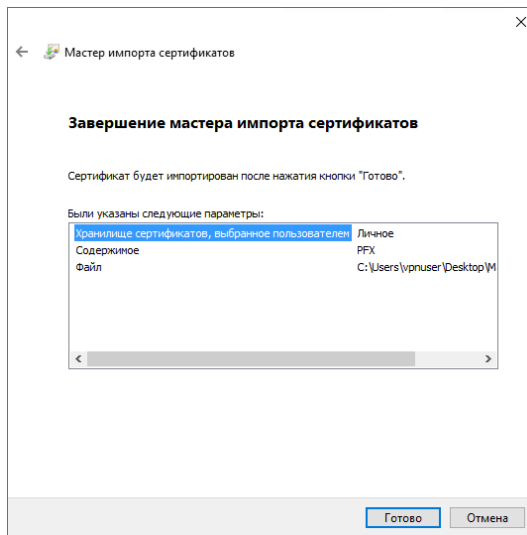 Мастер импорта сертификатов
Завершение мастера импорта сертификатов
Сертификат будет импортирован после нажатия кнопки "Готово".
Были указаны следующие параметры:
Хранилище сертификатов, выбранное пользователем Личное
Содержимое PFX
Файл C:\Users\vpnuser\Desktop\M
Готово Отмена